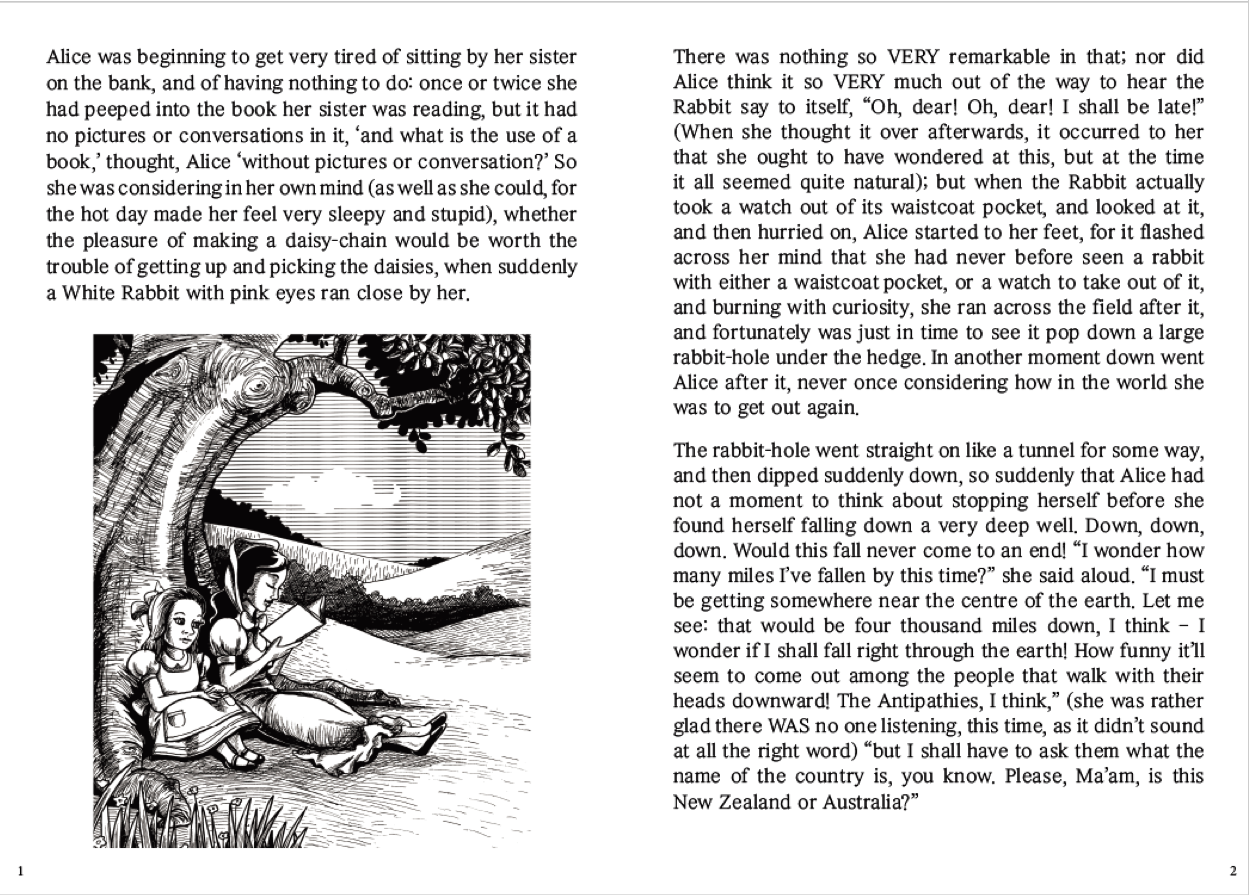 Alice was beginning to get very tired of sitting by her sister
on the bank, and of having nothing to do: once or twice she
had peeped into the book her sister was reading, but it had
no pictures or conversations in it, ‘and what is the use of a
book,’ thought, Alice ‘without pictures or conversation?’ So
she was considering in her own mind (as well as she could, for
the hot day made her feel very sleepy and stupid), whether
the pleasure of making a daisy-chain would be worth the
trouble of getting up and picking the daisies, when suddenly
a White Rabbit with pink eyes ran close by her.
1
There was nothing so VERY remarkable in that; nor did
Alice think it so VERY much out of the way to hear the
Rabbit say to itself, “Oh, dear! Oh, dear! I shall be late!”
(When she thought it over afterwards, it occurred to her
that she ought to have wondered at this, but at the time
it all seemed quite natural); but when the Rabbit actually
took a watch out of its waistcoat pocket, and looked at it,
and then hurried on, Alice started to her feet, for it flashed
across her mind that she had never before seen a rabbit
with either a waistcoat pocket, or a watch to take out of it,
and burning with curiosity, she ran across the field after it,
and fortunately was just in time to see it pop down a large
rabbit-hole under the hedge. In another moment down went
Alice after it, never once considering how in the world she
was to get out again.
The rabbit-hole went straight on like a tunnel for some way,
and then dipped suddenly down, so suddenly that Alice had
not a moment to think about stopping herself before she
found herself falling down a very deep well. Down, down,
down. Would this fall never come to an end! “I wonder how
many miles I’ve fallen by this time?” she said aloud. “I must
be getting somewhere near the centre of the earth. Let me
see: that would be four thousand miles down, I think – I
wonder if I shall fall right through the earth! How funny it’ll
seem to come out among the people that walk with their
heads downward! The Antipathies, I think,” (she was rather
glad there WAS no one listening, this time, as it didn’t sound
at all the right word) “but I shall have to ask them what the
name of the country is, you know. Please, Ma’am, is this
New Zealand or Australia?”
2